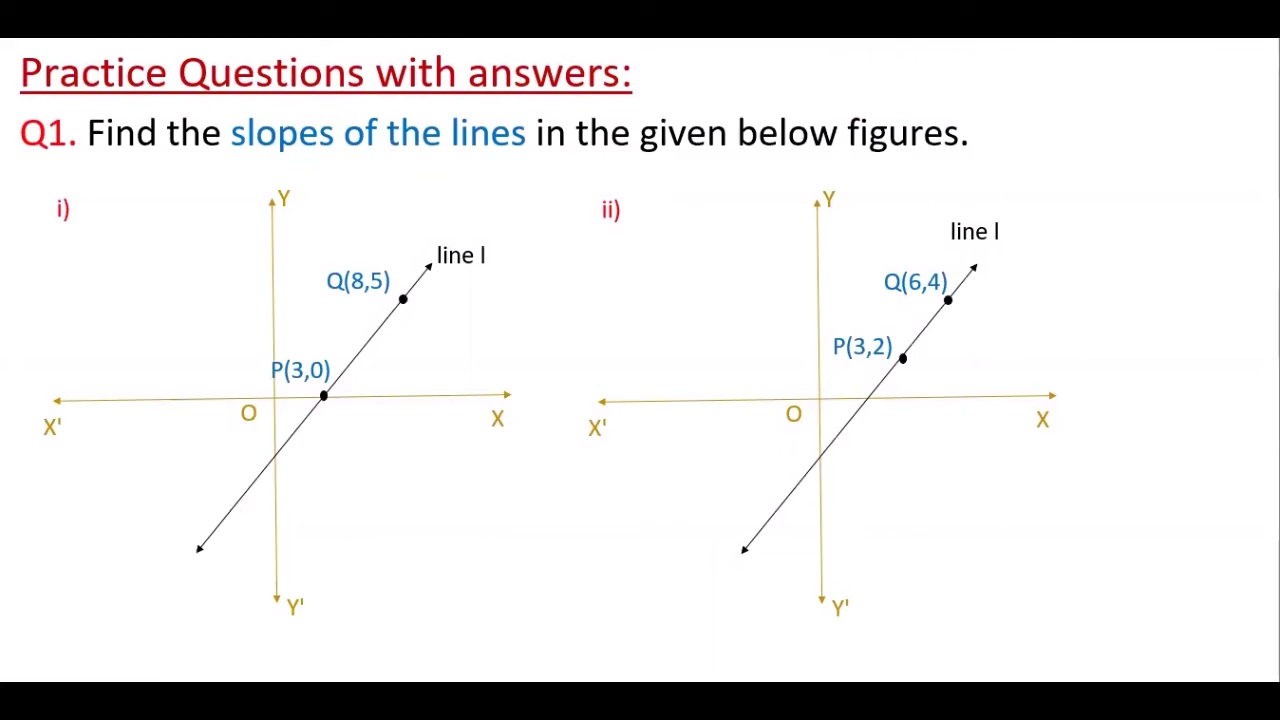 Practice Questions with answers:
Q1. Find the slopes of the lines in the given below figures.
i)
Y
line l
Q(8,5)
P(3,0)
O
X'
X
Y'
ii)
Y
line l
Q(6,4)
P(3,2)
O
X'
X
Y'